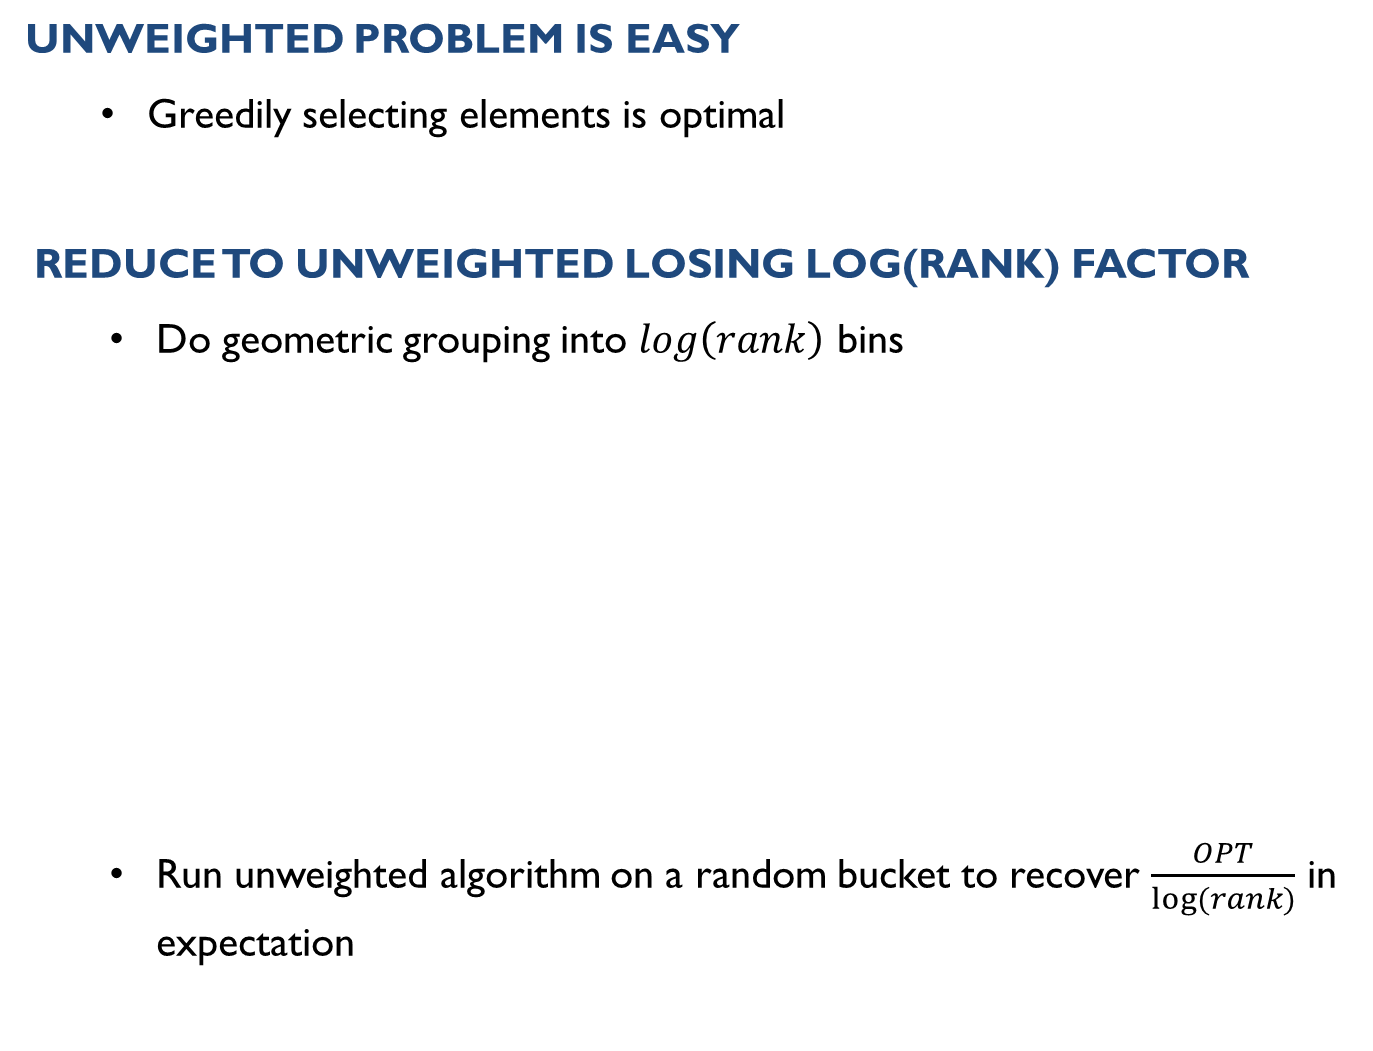 UNWEIGHTED PROBLEM IS EASY
• Greedily selecting elements is optimal
REDUCE TO UNWEIGHTED LOSING LOG(RANK) FACTOR
• Do geometric grouping into log(rank) bins
• Run unweighted algorithm on a random bucket to recover OPT/log(rank) in
expectation